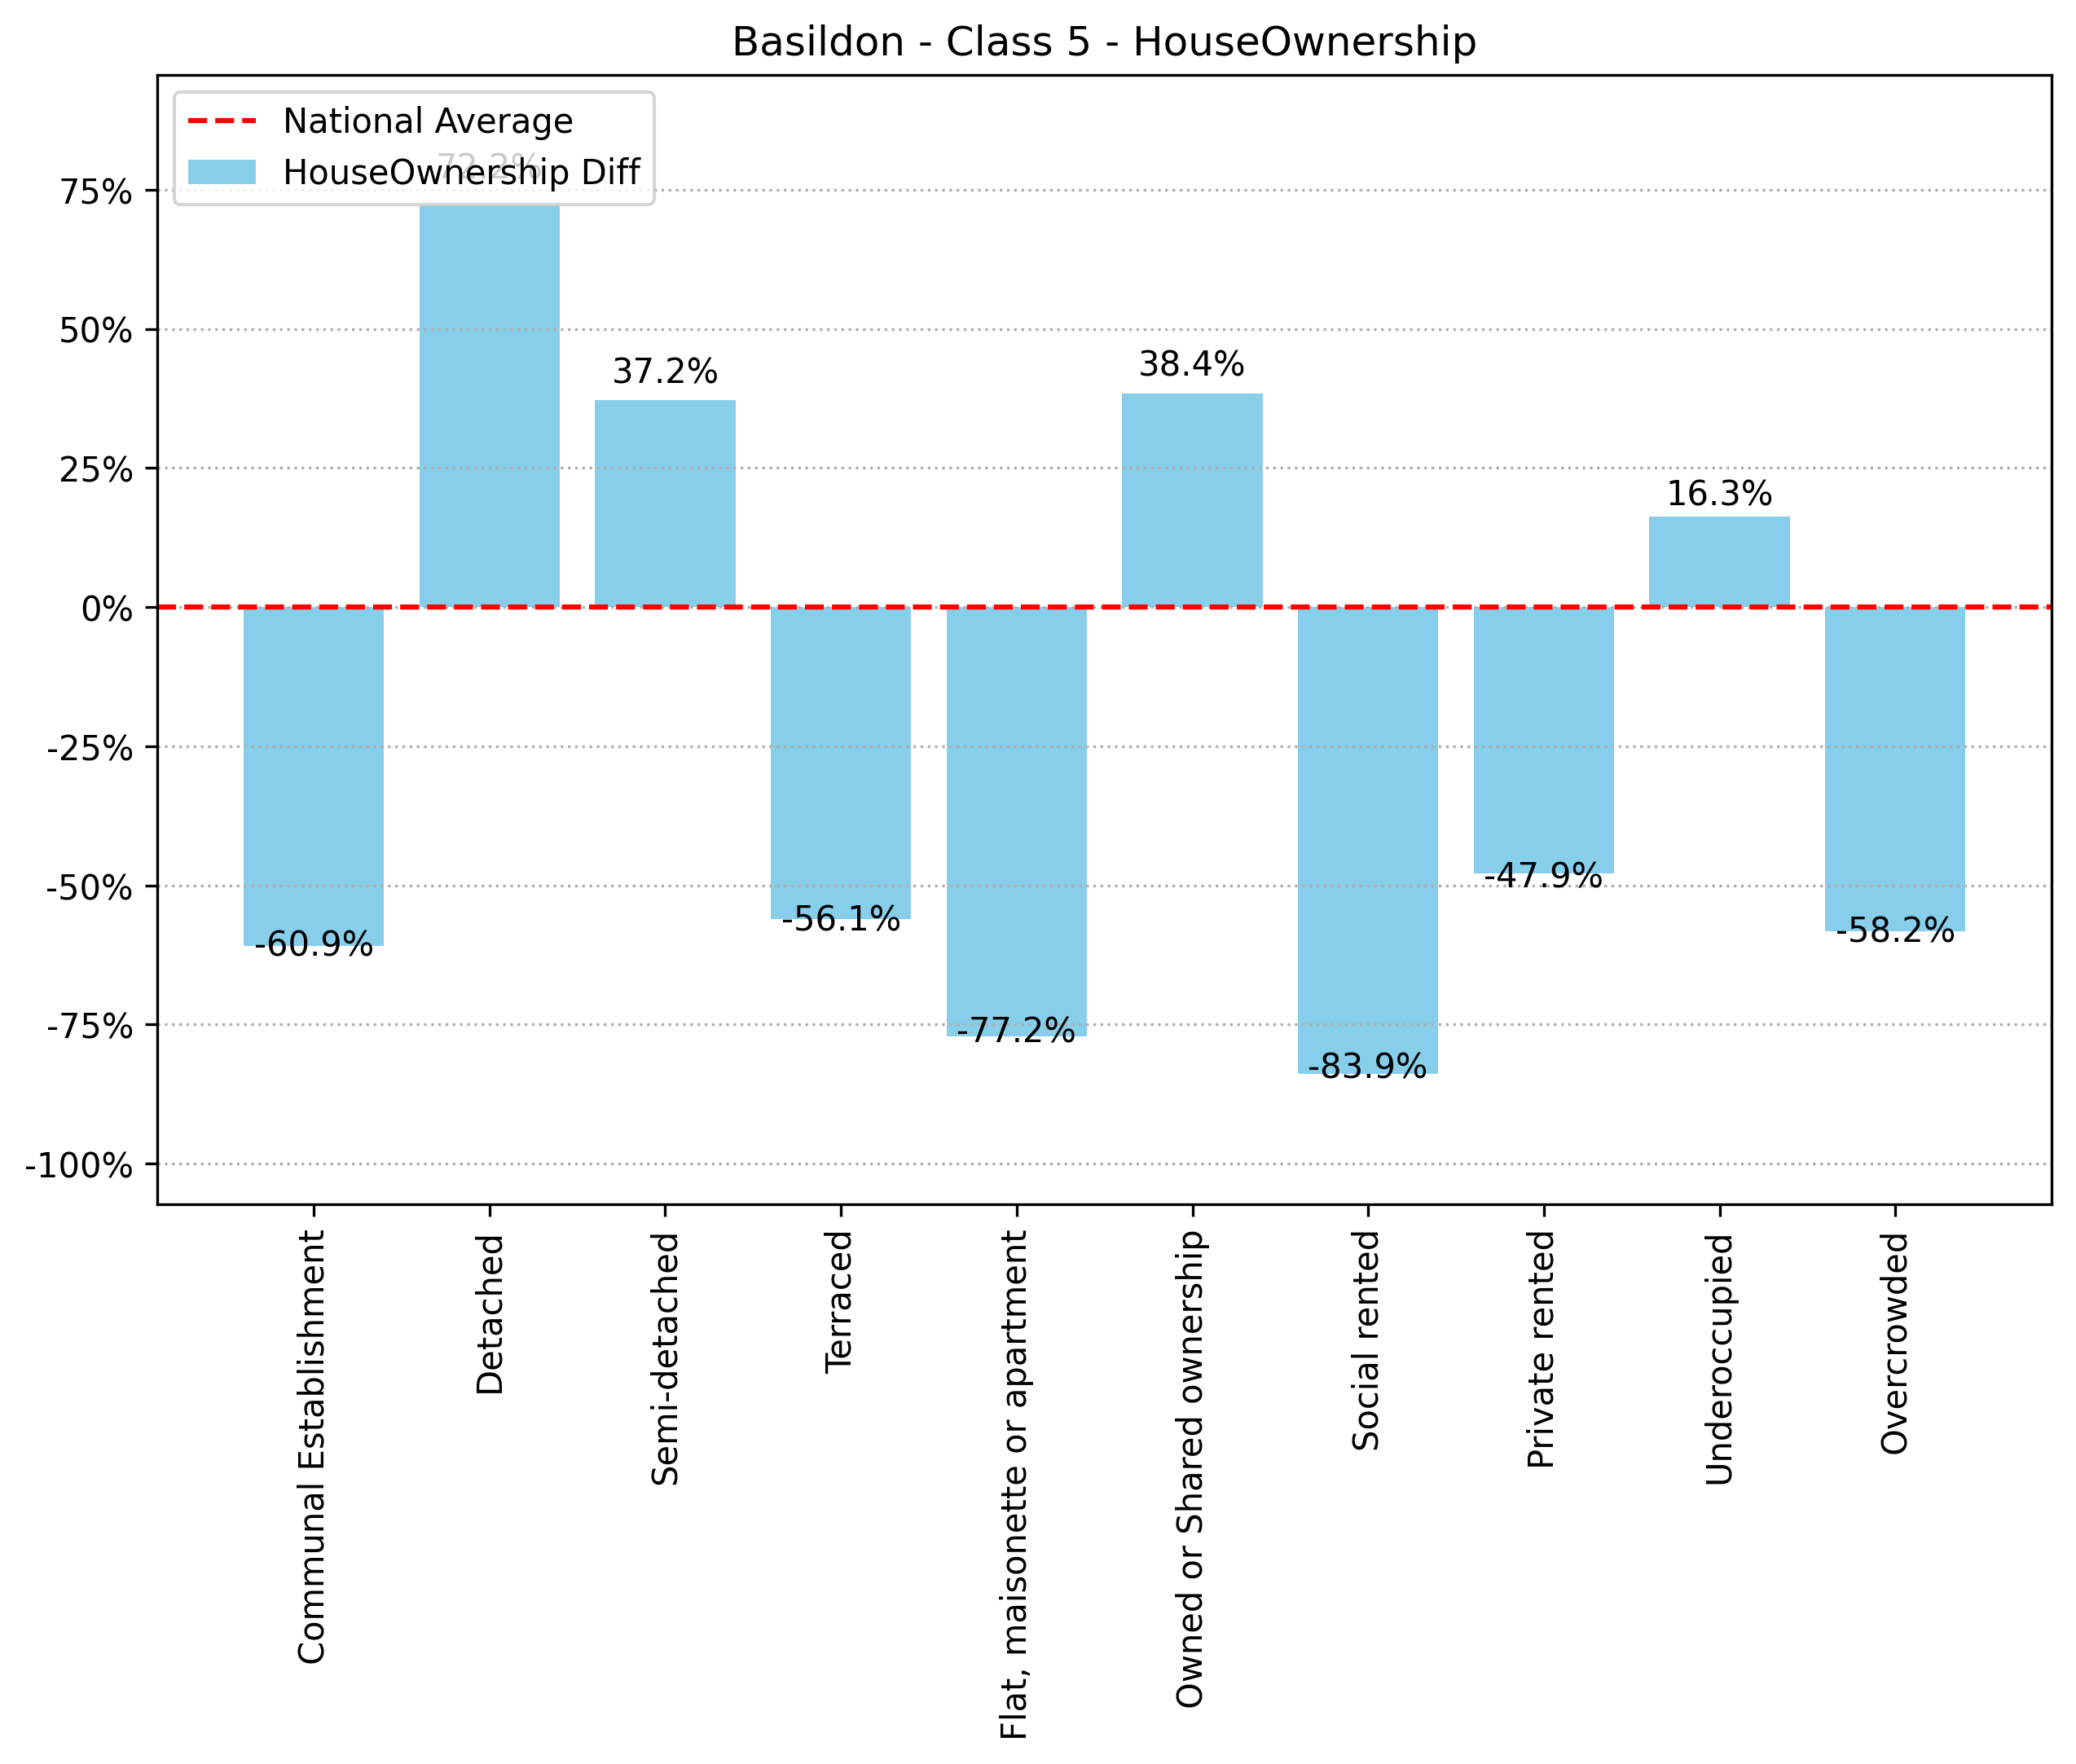 Basildon - Class 5 - HouseOwnership
National Average
HouseOwnership Diff
72.2%
75%
50%
25%
0%
-25%
-50%
-75%
-100%
37.2%
38.4%
16.3%
-60.9%
-56.1%
-77.2%
-83.9%
-47.9%
-58.2%
Communal Establishment
Detached
Semi-detached
Terraced
Flat, maisonette or apartment
Owned or Shared ownership
Social rented
Private rented
Underoccupied
Overcrowded